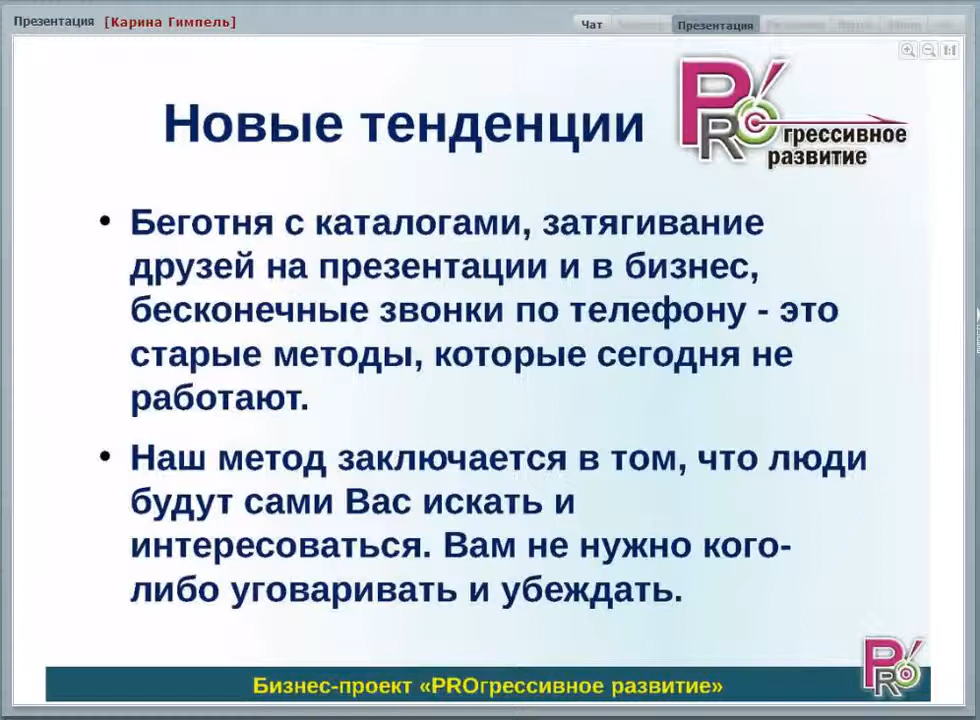 Презентация [Карина Гимпель]
Чат
Презентация
PROгрессивное
развитие
Новые тенденции
• Беготня с каталогами, затягивание
друзей на презентации и в бизнес,
бесконечные звонки по телефону - это
старые методы, которые сегодня не
работают.
• Наш метод заключается в том, что люди
будут сами Вас искать и
интересоваться. Вам не нужно кого-
либо уговаривать и убеждать.
Бизнес-проект «PROгрессивное развитие»
PRO